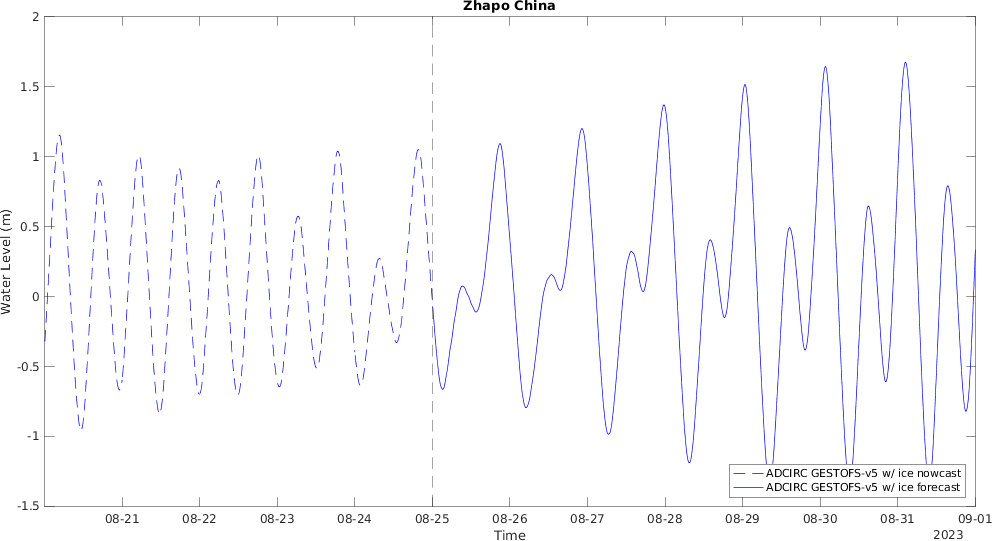 Zhapo China
2
1.5
1
0.5
0
-0.5
-1
-1.5
Water Level (m)
ADCIRC GESTOFS-v5 w/ ice nowcast
ADCIRC GESTOFS-v5 w/ ice forecast
08-21 08-22 08-23 08-24 08-25 08-26 08-27 08-28 08-29 08-30 08-31 09-01
Time
2023